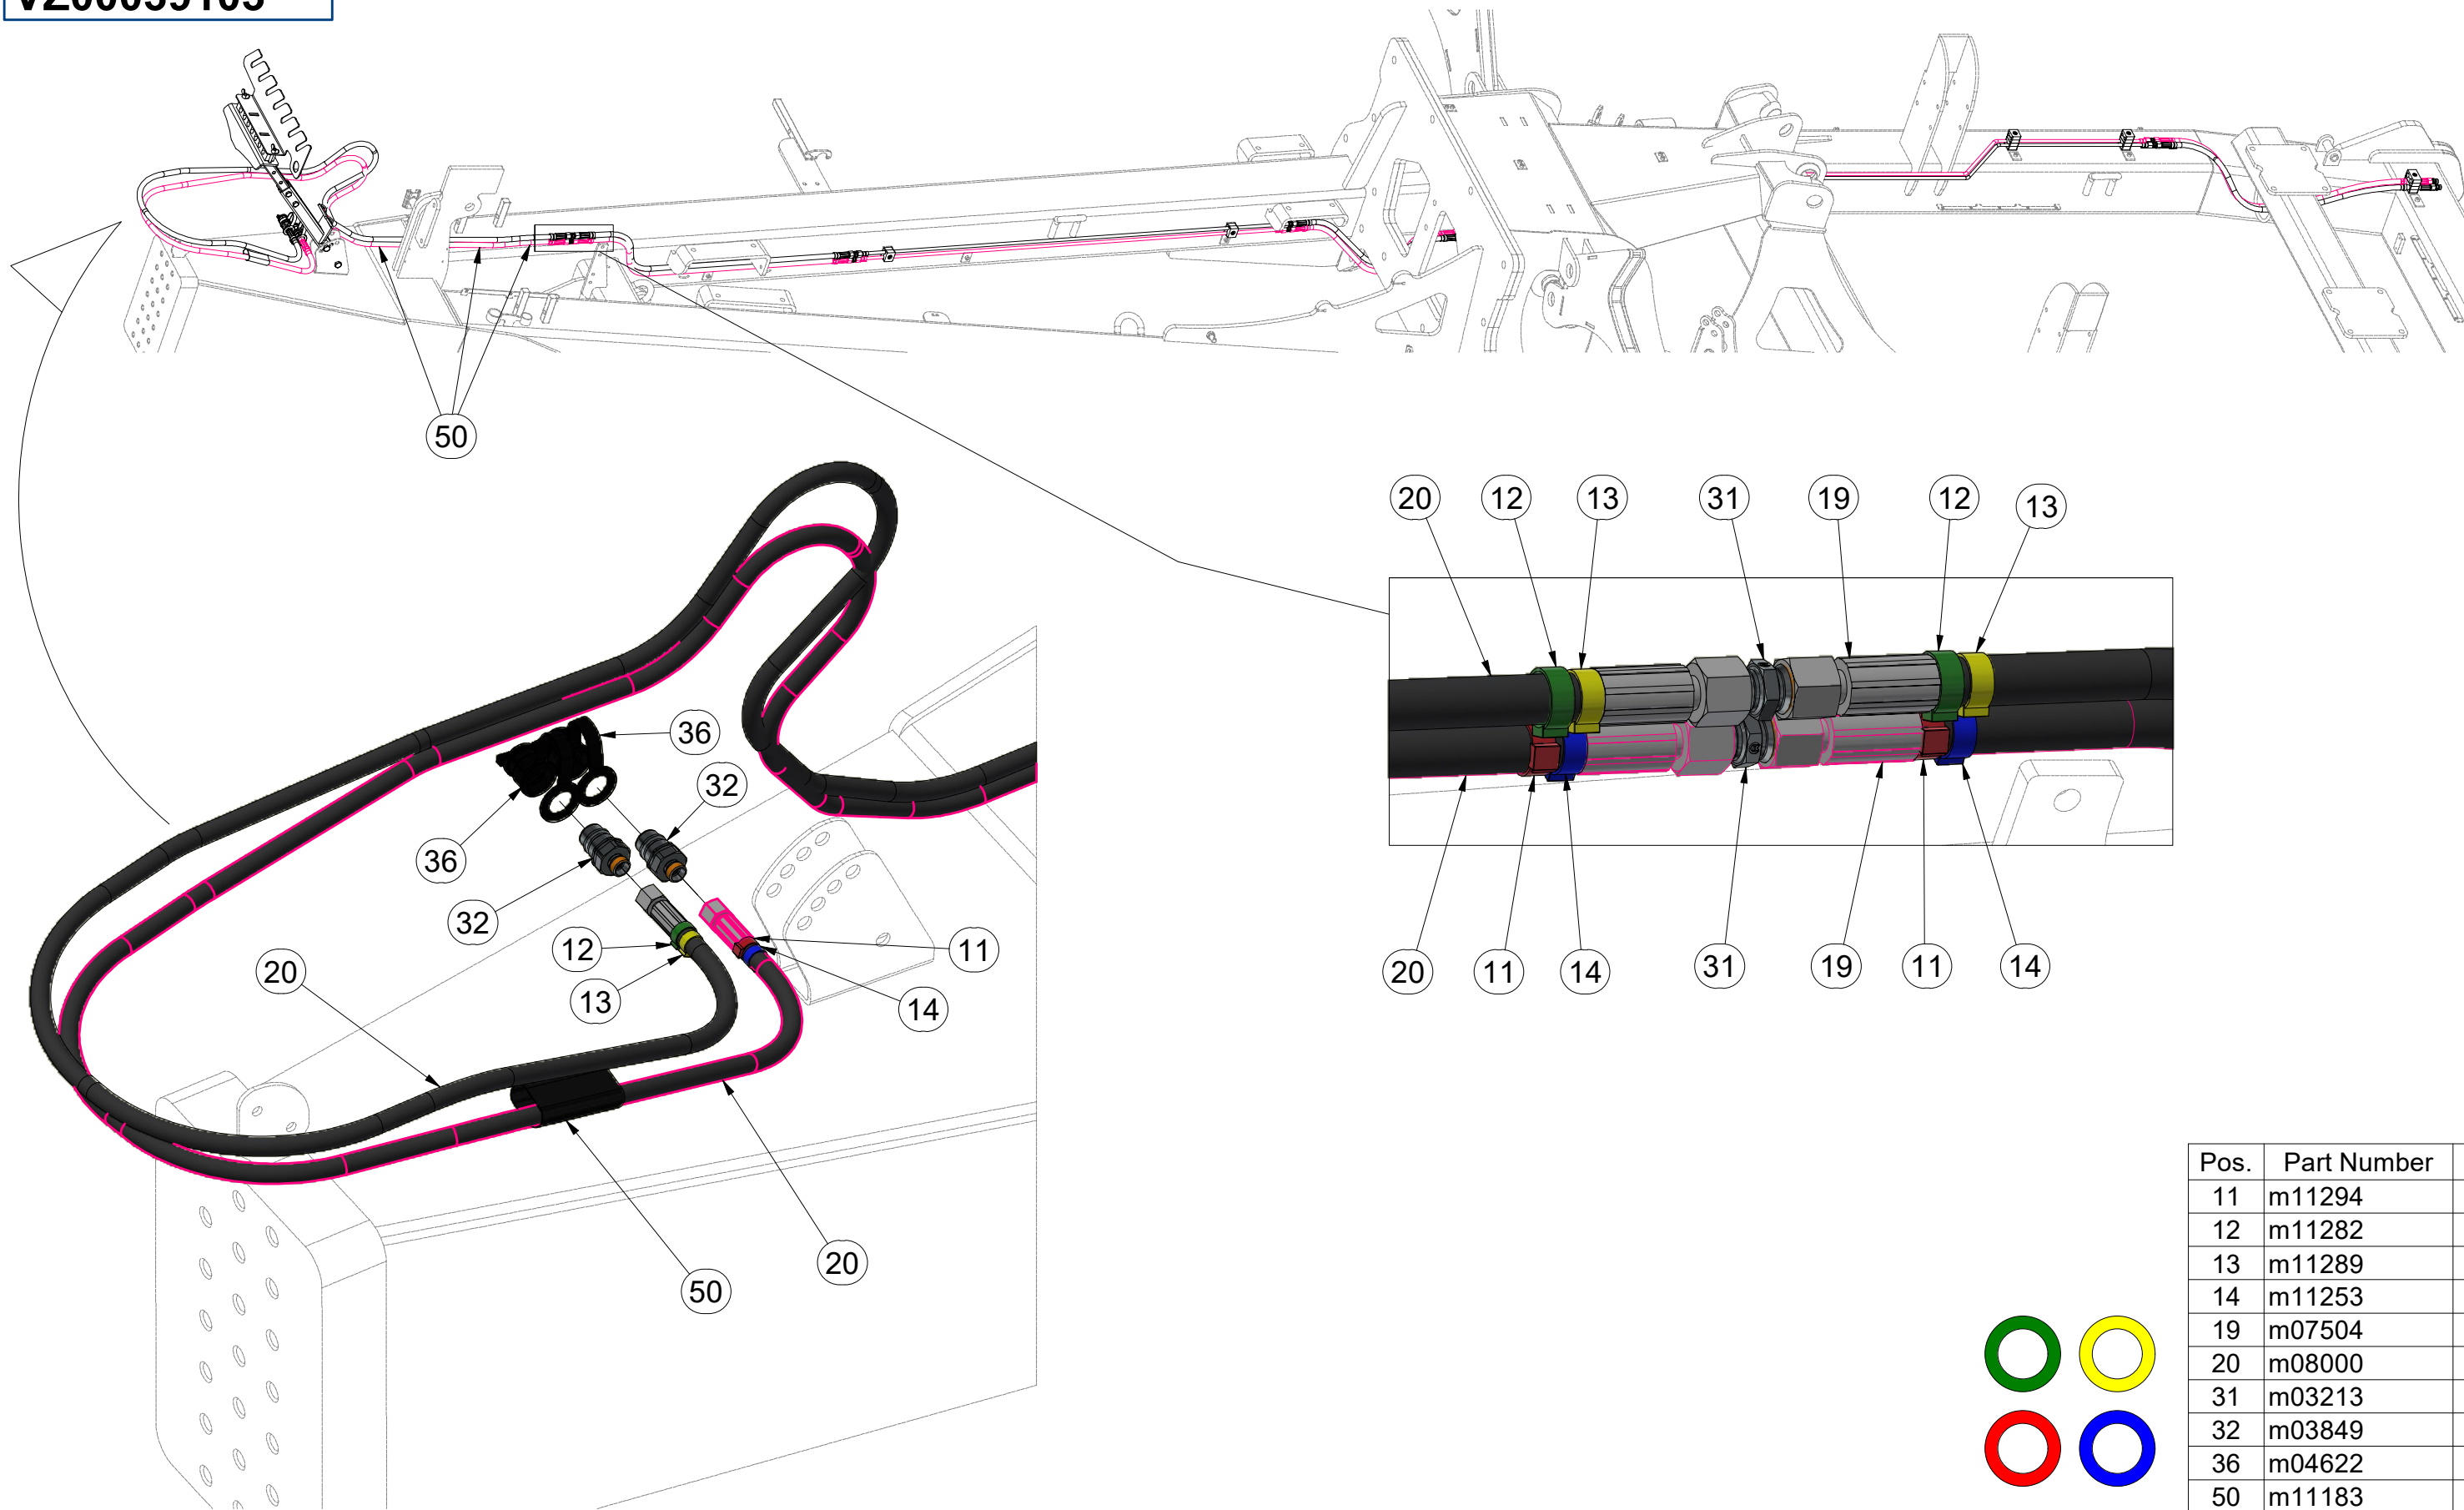 50
20 12 13 31 19 12 13
36
32
36
32
12
11
20
13
14
20 11 14 31 19 11 14
20
50
Pos. Part Number
11 m11294
12 m11282
13 m11289
14 m11253
19 m07504
20 m08000
31 m03213
32 m03849
36 m04622
50 m11183